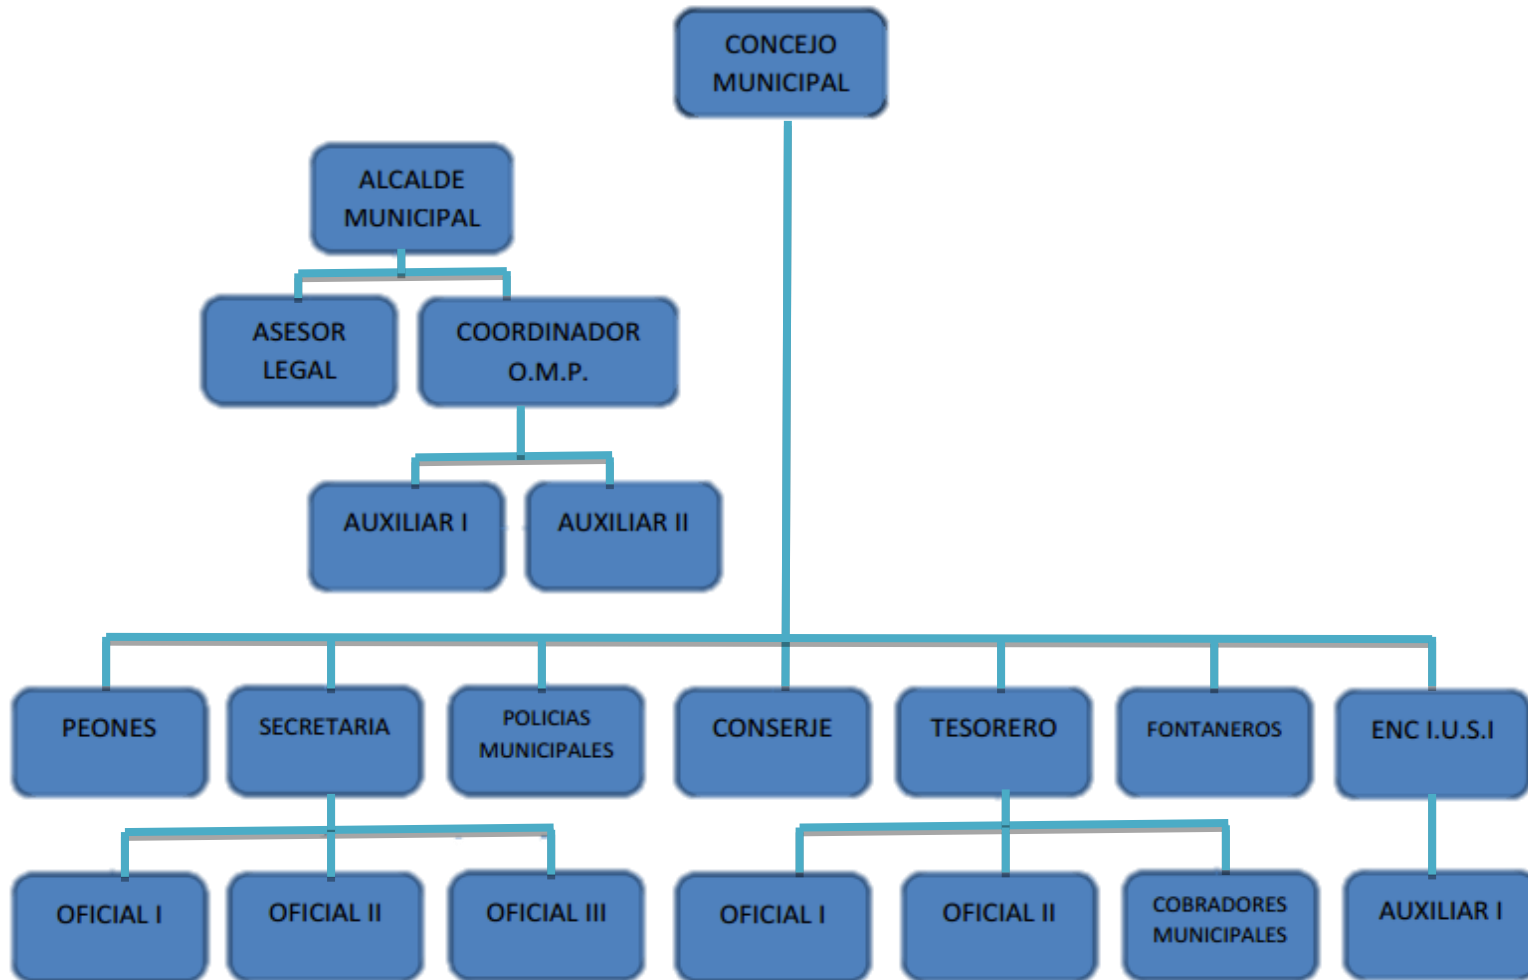 CONCEJO
MUNICIPAL
ALCALDE
MUNICIPAL
ASESOR
LEGAL
COORDINADOR
O.M.P.
AUXILIAR I
AUXILIAR II
PEONES
SECRETARIA
POLICIAS
MUNICIPALES
CONSERJE
TESORERO
FONTANEROS
ENC I.U.S.I
OFICIAL I
OFICIAL II
OFICIAL III
OFICIAL I
OFICIAL II
COBRADORES
MUNICIPALES
AUXILIAR I